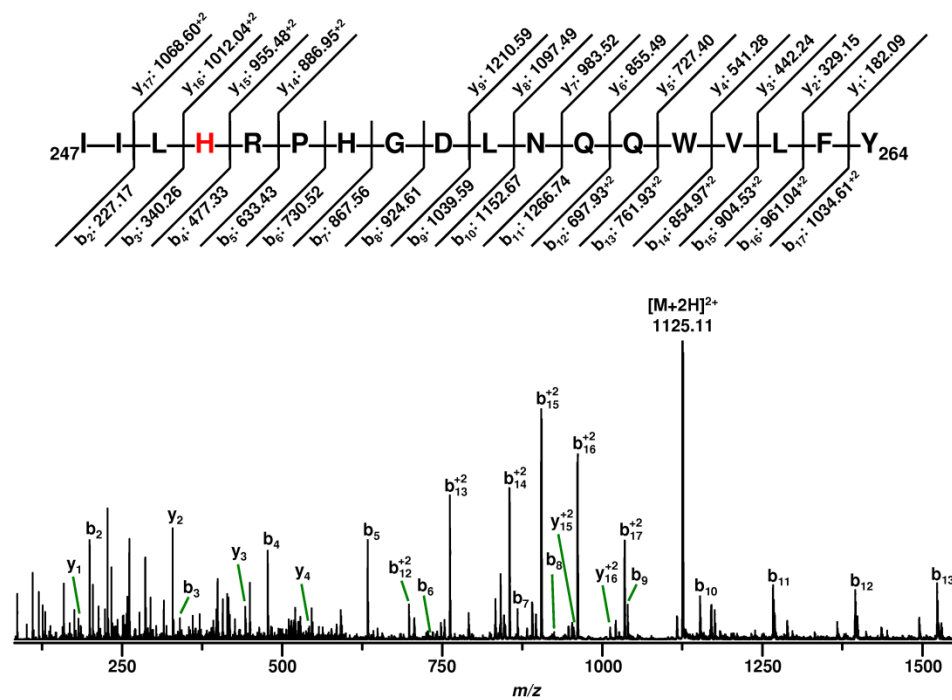 y17: 1068.60+2
y16: 1012.04+2
y15: 955.48+2
y14: 886.95+2
y9: 1210.59
y8: 1097.49
y7: 983.52
y6: 855.49
y5: 727.40
y4: 541.28
y3: 442.24
y2: 329.15
y1: 182.09
247I I L H R P H G D L N Q Q W V L F Y264
b2: 227.17
b3: 340.26
b4: 477.33
b5: 633.43
b6: 730.52
b7: 867.56
b8: 924.61
b9: 1039.59
b10: 1152.67
b11: 1266.74
b12: 697.93+2
b13: 761.93+2
b14: 854.97+2
b15: 904.53+2
b16: 961.04+2
b17: 1034.61+2
[M+2H]2+
1125.11
y1
b2
y2
b3
y3
b4
y4
b5
b12+2
b6
b13+2
b14+2
b7
b15+2
b8
y15+2
b16+2
y16+2
b17+2
b9
b10
b11
b12
b13
250 500 750 1000 1250 1500
m/z